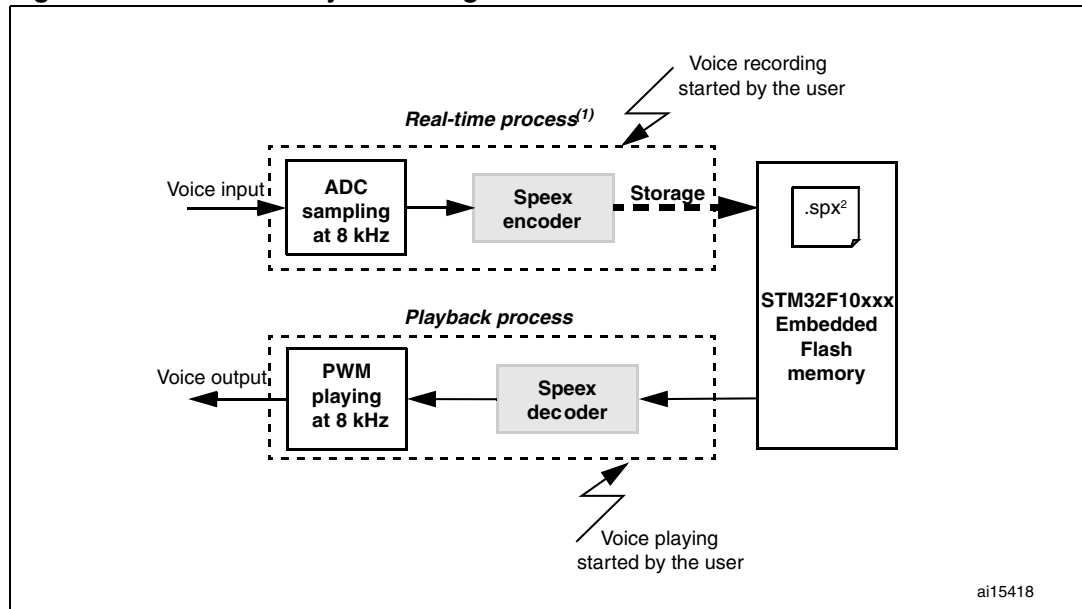 Voice recording
started by the user
Real-time process(1)
Voice input
ADC
sampling
at 8 kHz
Speex
encoder
Storage
.spx2
STM32F10xxx
Embedded
Flash
memory
Playback process
Voice output
PWM
playing
at 8 kHz
Speex
decoder
Voice playing
started by the user
ai15418